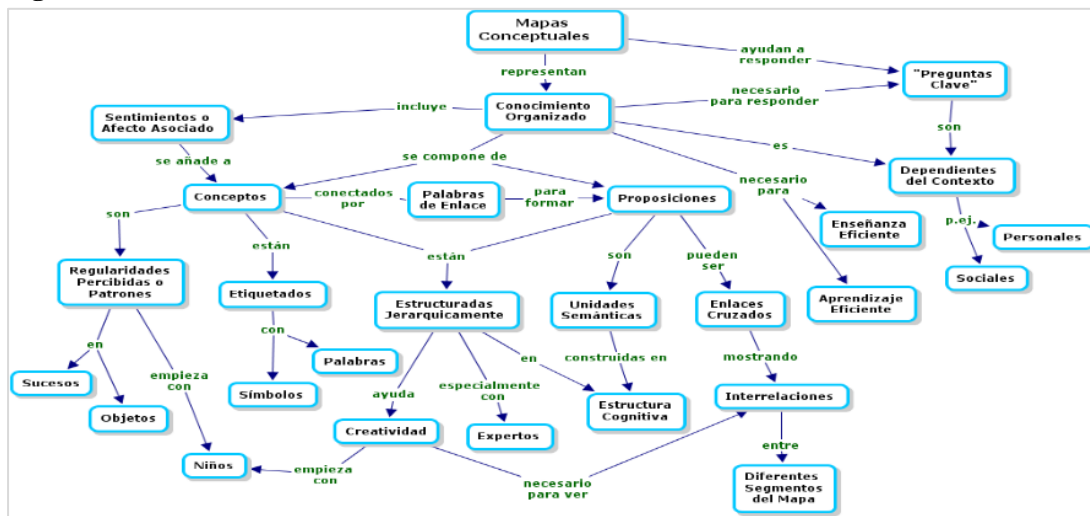 Mapas
Conceptuales
ayudan a
responder
representan
"Preguntas
Clave"
necesario
para responder
incluye
Conocimiento
Organizado
Sentimientos o
Afecto Asociado
son
es
se añade a
se compone de
necesario
para
Dependientes
del Contexto
Conceptos
conectados
por
Palabras
de Enlace
para
formar
Proposiciones
Enseñanza
Eficiente
p.ej.
Personales
son
están
están
son
pueden
ser
Sociales
Regularidades
Percibidas o
Patrones
Etiquetados
Estructuradas
Jerarquicamente
Unidades
Semánticas
Enlaces
Cruzados
Aprendizaje
Eficiente
en
con
Palabras
en
construidas en
mostrando
Sucesos
empieza
con
Símbolos
ayuda
especialmente
con
Estructura
Cognitiva
Interrelaciones
Objetos
Creatividad
Expertos
entre
Niños
empieza
con
necesario
para ver
Diferentes
Segmentos
del Mapa